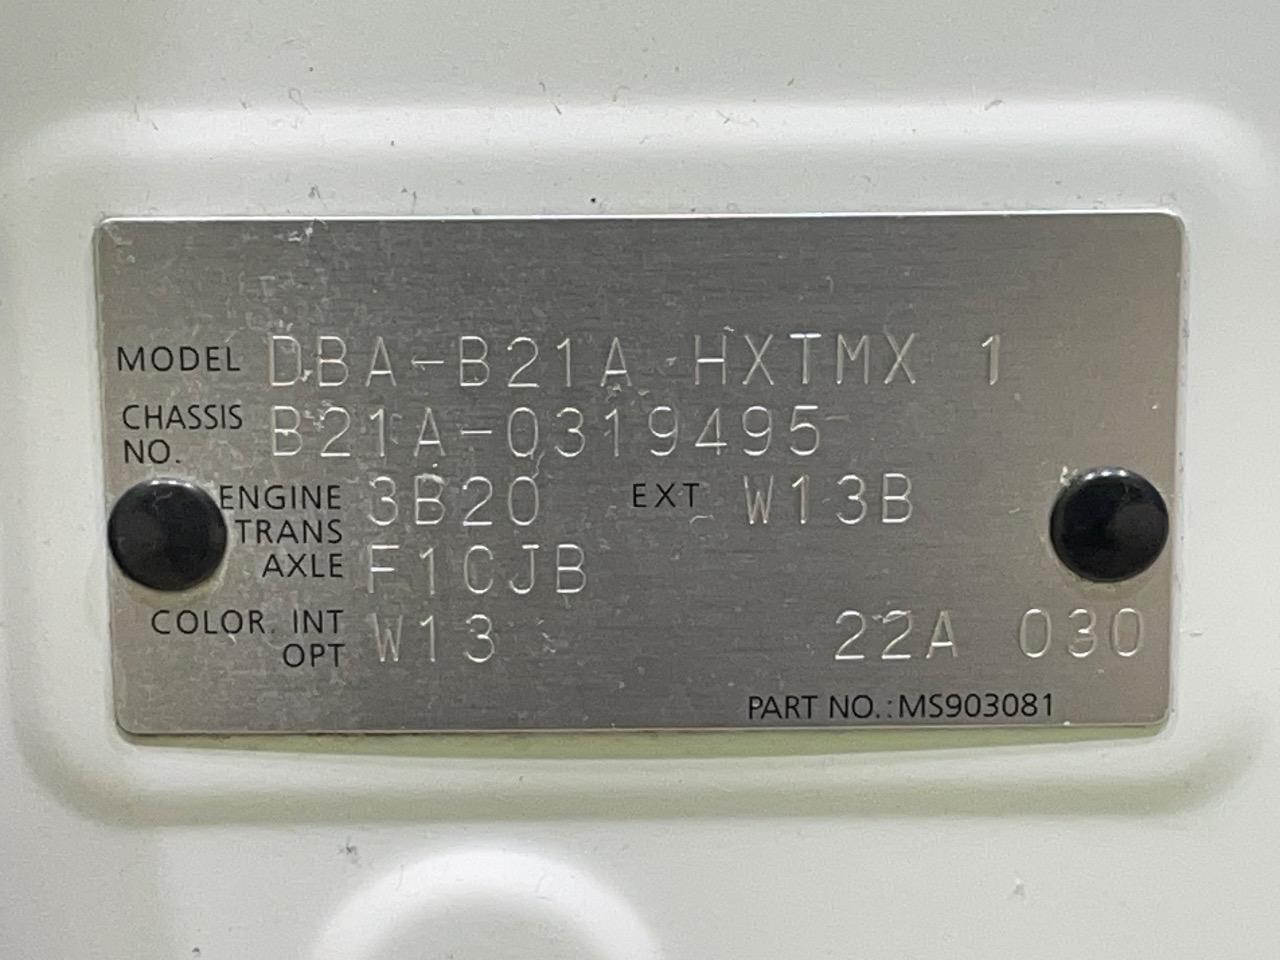 MODEL DBA-B21A HXTMX 1
CHASSIS NO. B21A-0319495
ENGINE 3B20 EXT W13B
TRANS AXLE F1CJB
COLOR. INT OPT W13 22A 030
PART NO.:MS903081